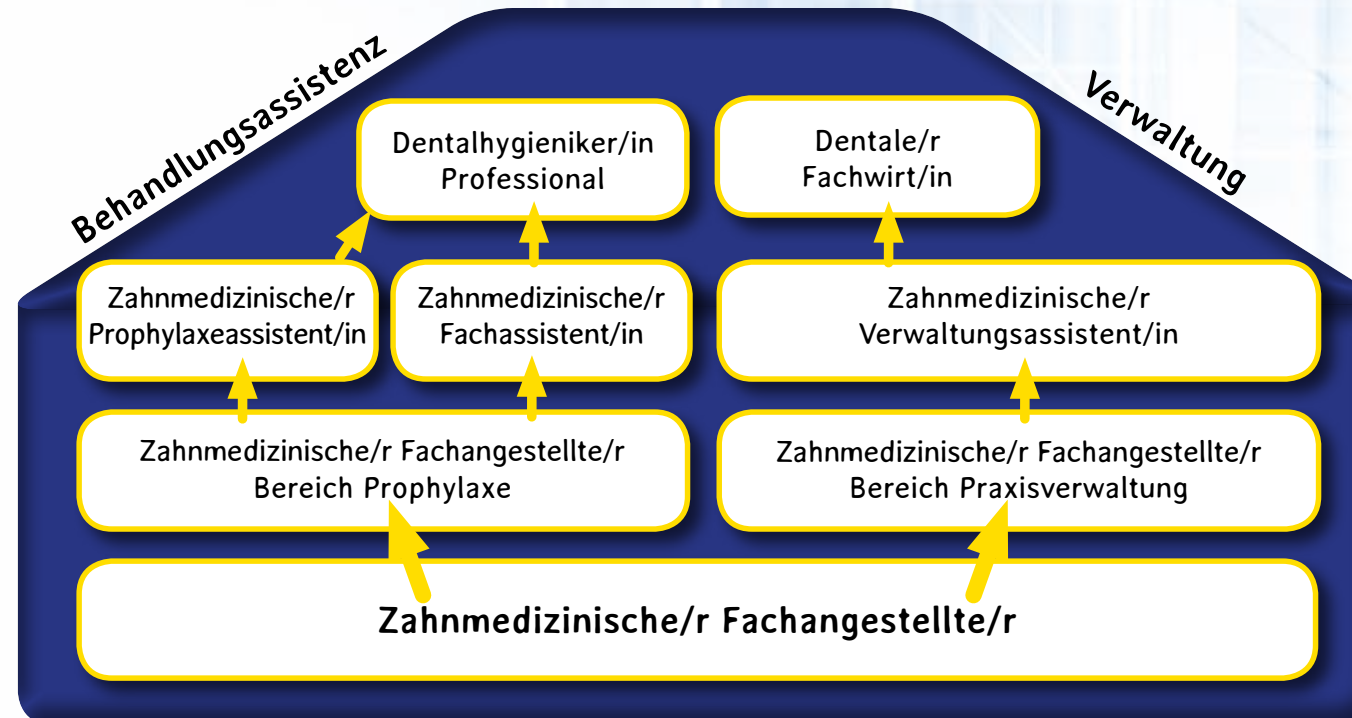 Behandlungsassistenz
Verwaltung
Dentalhygieniker/in
Professional
Dentale/r
Fachwirt/in
Zahnmedizinische/r
Prophylaxeassistent/in
Zahnmedizinische/r
Fachassistent/in
Zahnmedizinische/r
Verwaltungsassistent/in
Zahnmedizinische/r Fachangestellte/r
Bereich Prophylaxe
Zahnmedizinische/r Fachangestellte/r
Bereich Praxisverwaltung
Zahnmedizinische/r Fachangestellte/r